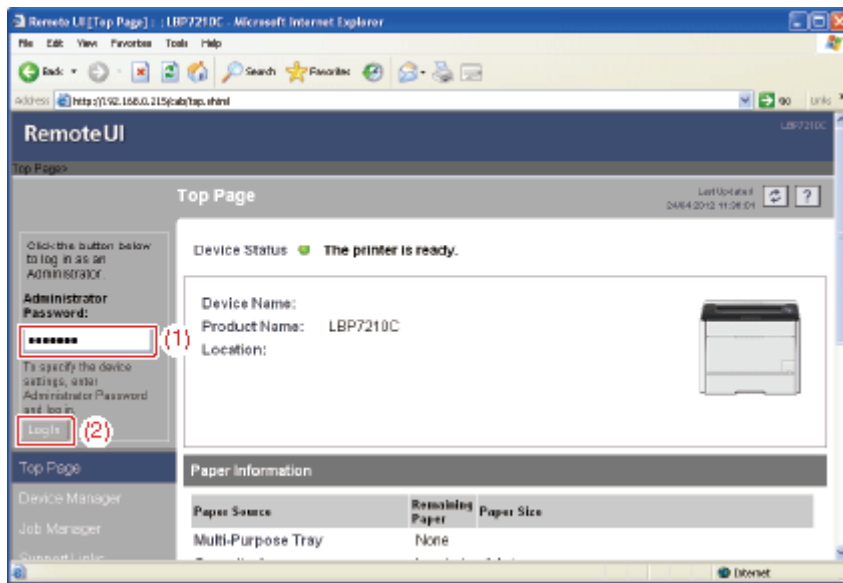 Remote UI [Top Page] : : LBP7210C - Microsoft Internet Explorer
File Edit View Favorites Tools Help
Back Search Favorites
Address http://192.168.0.215/cab/top.shtml Go Links
Remote UI
LBP7210C
Top Page>
Top Page
Last Updated
24/04/2012 11:36:01
?
Click the button below
to log in as an
Administrator.
Administrator
Password:
•••••••
(1)
To specify the device
settings, enter
Administrator Password
and log in.
Log In
(2)
Top Page
Device Manager
Job Manager
Support Links
Device Status The printer is ready.
Device Name:
Product Name: LBP7210C
Location:
Paper Information
Paper Source Remaining Paper Paper Size
Multi-Purpose Tray None
Internet